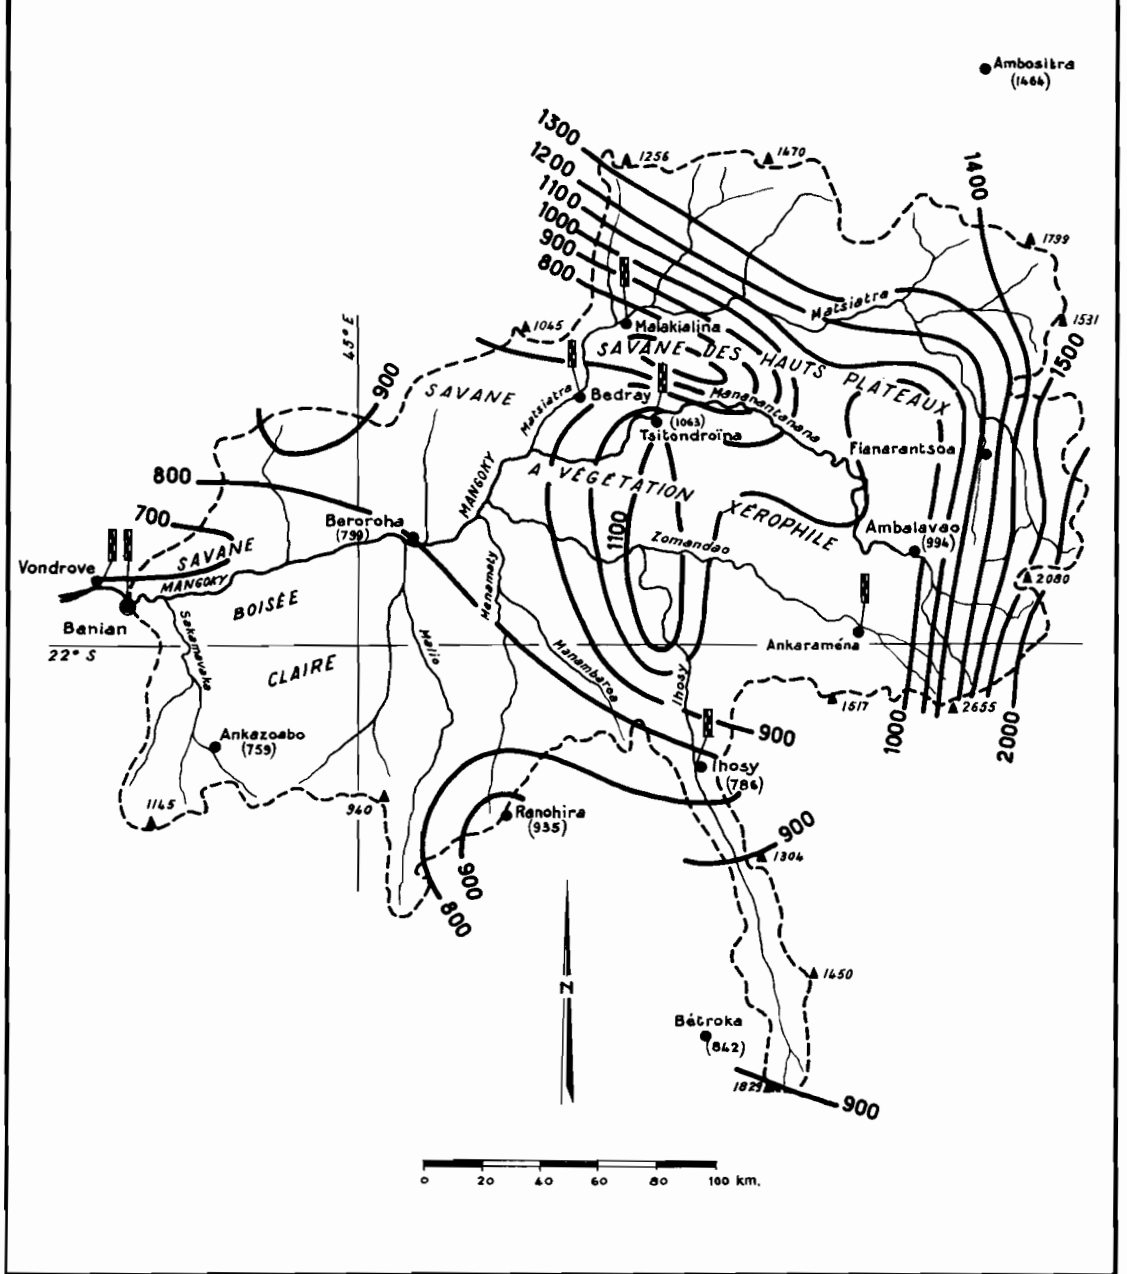 Ambositra
(1464)
1300
1200
1100
1000
900
800
1256
1470
1400
1799
1531
1500
1045
45° E
Malakialina
Matsiatra
SAVANE DES HAUTS PLATEAUX
SAVANE
900
Matsiatra
Bedray
Mananantanana
(1063)
Tsitondroïna
Fianarantsoa
800
MANGOKY
A VÉGÉTATION XÉROPHILE
700
Beroroha
(799)
1100
Zomandao
Ambalavao
(994)
Vondrove
SAVANE
MANGOKY
2080
BOISÉE
Banian
Sakamavaka
Malio
Menamaty
Manambaroa
Ankaraména
22° S
CLAIRE
Ihosy
1517
2655
1000
2000
900
Ankazoabo
(759)
Ihosy
(786)
1145
940
Ranohira
(935)
900
1304
900
800
N
1450
Bétroka
(842)
1829
900
0 20 40 60 80 100 km.